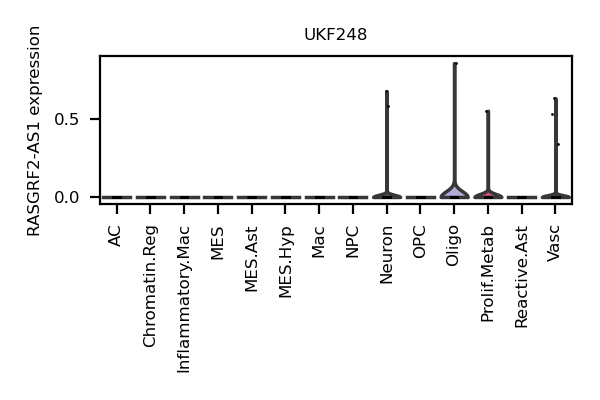 UKF248
RASGRF2-AS1 expression
0.5
0.0
AC
Chromatin.Reg
Inflammatory.Mac
MES
MES.Ast
MES.Hyp
Mac
NPC
Neuron
OPC
Oligo
Prolif.Metab
Reactive.Ast
Vasc